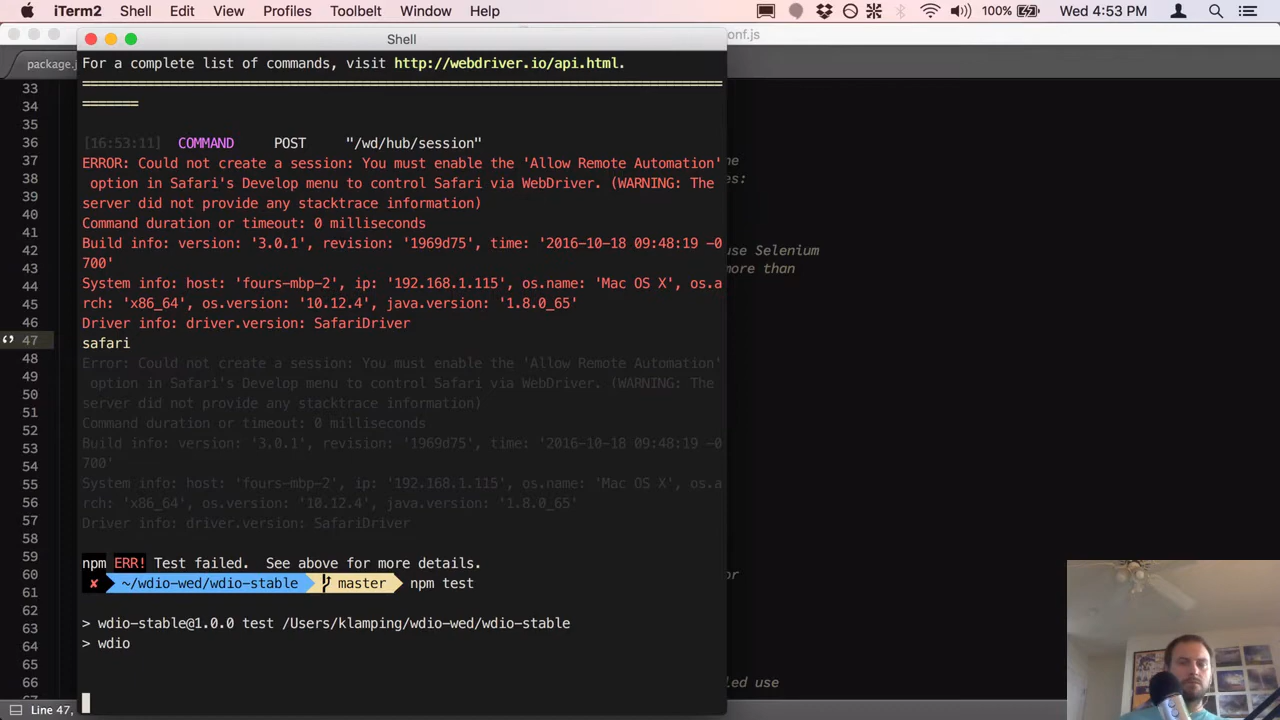 iTerm2 Shell Edit View Profiles Toolbelt Window Help 100% Wed 4:53 PM
Shell
onf.js
package.j
For a complete list of commands, visit http://webdriver.io/api.html.
================================================================================
=======
[16:53:11] COMMAND POST "/wd/hub/session"
ERROR: Could not create a session: You must enable the 'Allow Remote Automation'
option in Safari's Develop menu to control Safari via WebDriver. (WARNING: The
server did not provide any stacktrace information)
Command duration or timeout: 0 milliseconds
Build info: version: '3.0.1', revision: '1969d75', time: '2016-10-18 09:48:19 -0
700'
System info: host: 'fours-mbp-2', ip: '192.168.1.115', os.name: 'Mac OS X', os.a
rch: 'x86_64', os.version: '10.12.4', java.version: '1.8.0_65'
Driver info: driver.version: SafariDriver
safari
Error: Could not create a session: You must enable the 'Allow Remote Automation'
option in Safari's Develop menu to control Safari via WebDriver. (WARNING: The
server did not provide any stacktrace information)
Command duration or timeout: 0 milliseconds
Build info: version: '3.0.1', revision: '1969d75', time: '2016-10-18 09:48:19 -0
700'
System info: host: 'fours-mbp-2', ip: '192.168.1.115', os.name: 'Mac OS X', os.a
rch: 'x86_64', os.version: '10.12.4', java.version: '1.8.0_65'
Driver info: driver.version: SafariDriver
npm ERR! Test failed. See above for more details.
✘ ~/wdio-wed/wdio-stable master npm test
> wdio-stable@1.0.0 test /Users/klamping/wdio-wed/wdio-stable
> wdio
33
34
35
36
37 ne
38 es:
39
40
41
42 use Selenium
43 more than
44
45
46
47
48
49
50
51
52
53
54
55
56
57
58
59
60 or
61
62
63
64
65
66 led use
67
Line 47,